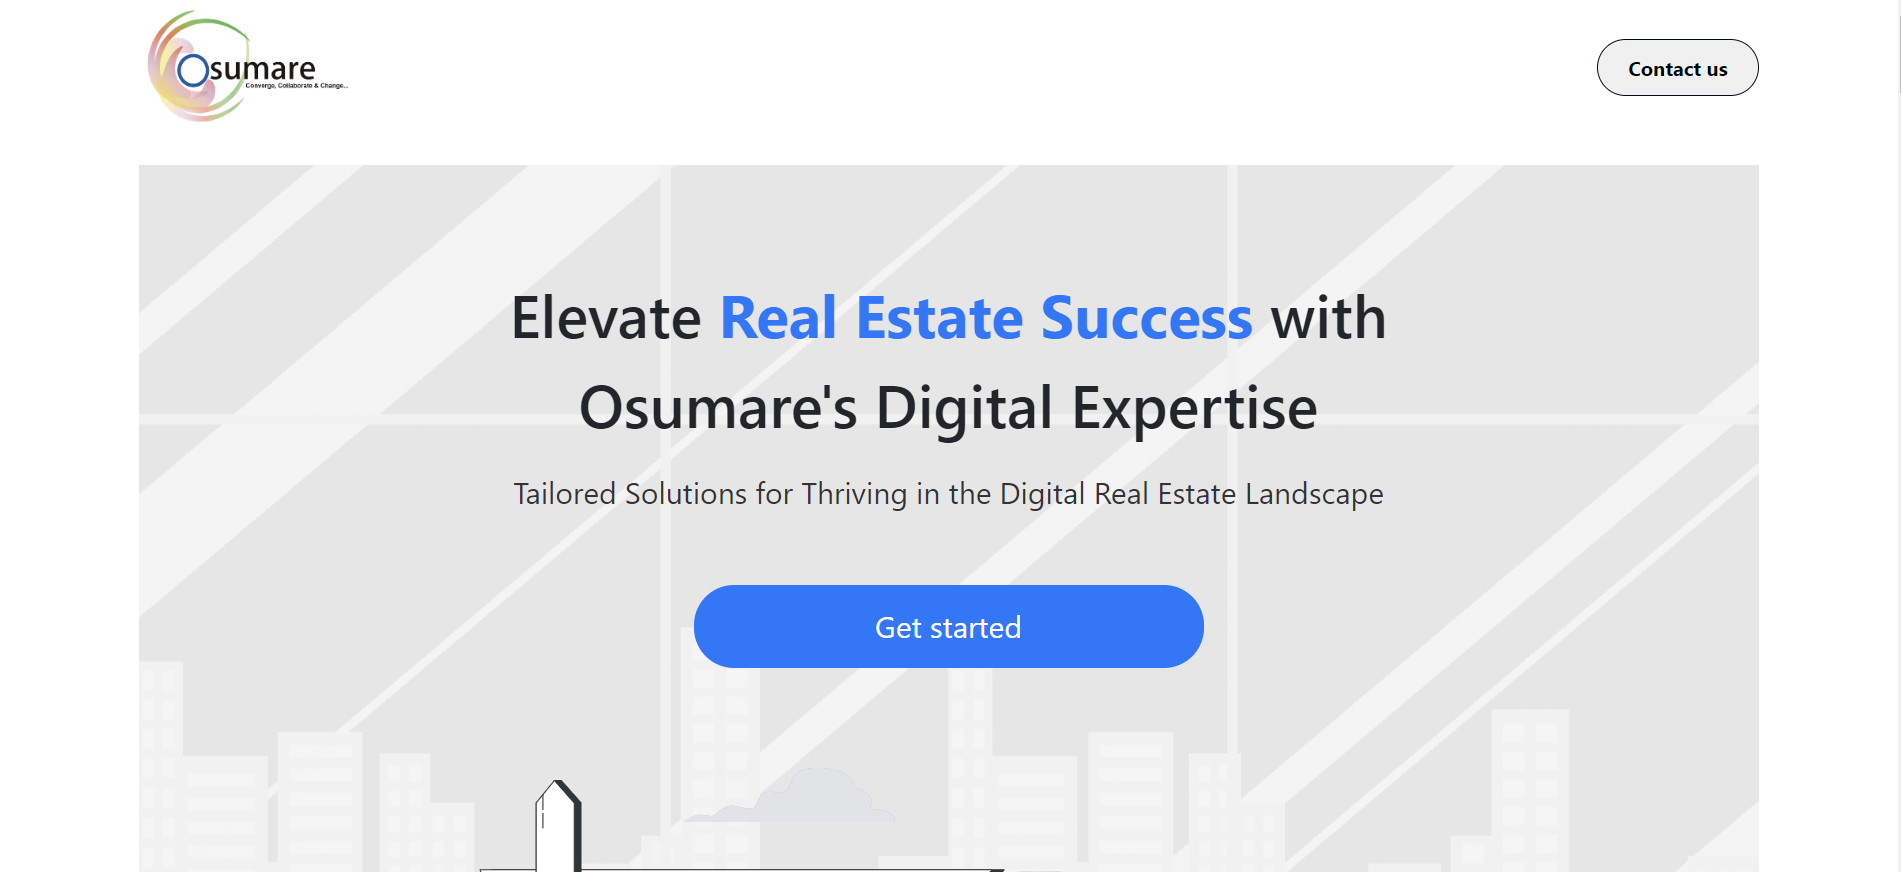 Osumare
Converge, Collaborate & Change...
Contact us
Elevate Real Estate Success with
Osumare's Digital Expertise
Tailored Solutions for Thriving in the Digital Real Estate Landscape
Get started